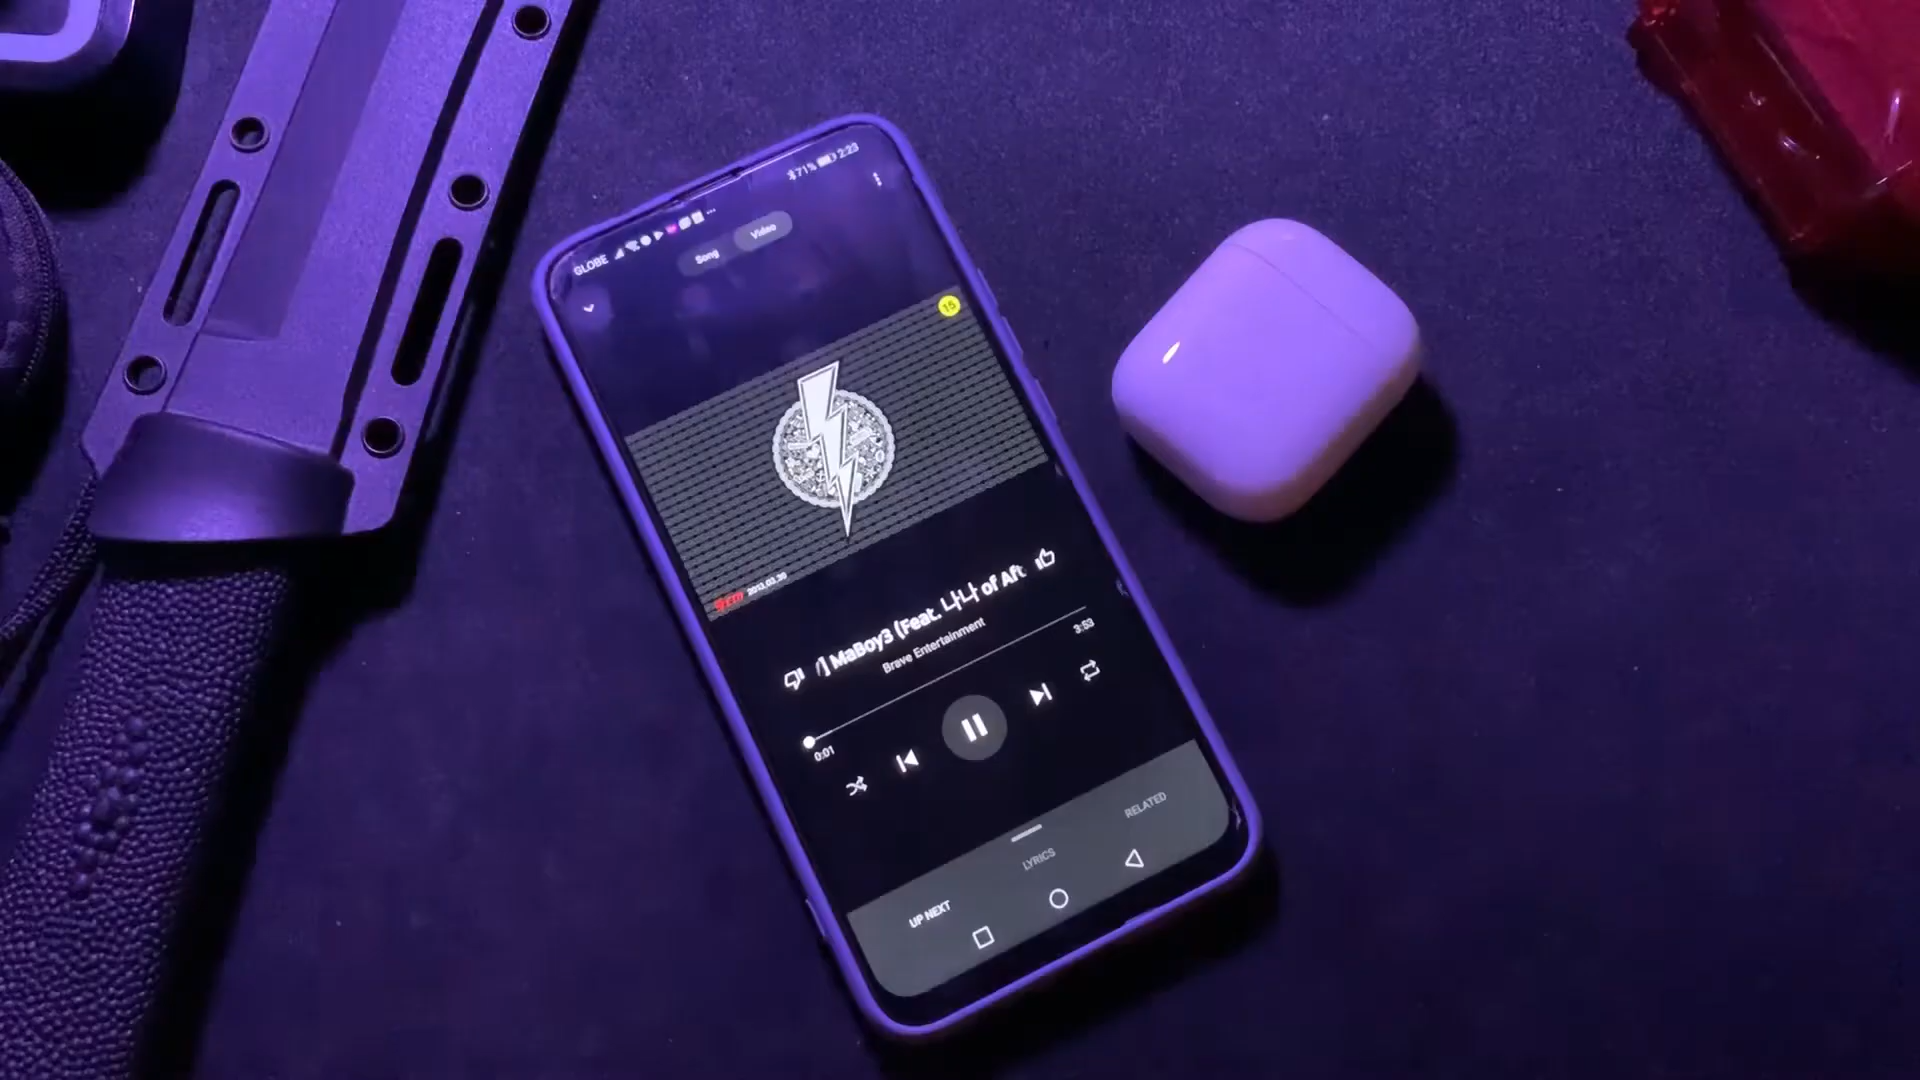 GLOBE
71% 2:23
Song Video
15
2013.03.20
] MaBoy3 (Feat. 나나 of Aft
Brave Entertainment
0:01 3:53
UP NEXT LYRICS RELATED